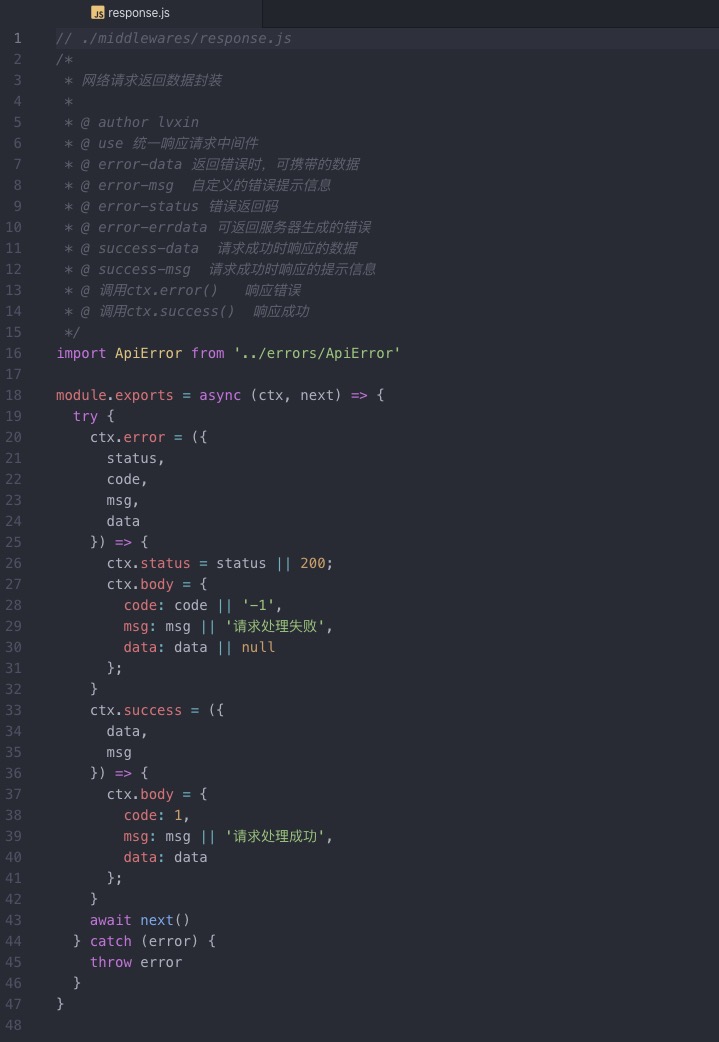 response.js
1 // ./middlewares/response.js
2 /*
3  * 网络请求返回数据封装
4  *
5  * @ author lvxin
6  * @ use 统一响应请求中间件
7  * @ error-data 返回错误时，可携带的数据
8  * @ error-msg  自定义的错误提示信息
9  * @ error-status 错误返回码
10  * @ error-errdata 可返回服务器生成的错误
11  * @ success-data  请求成功时响应的数据
12  * @ success-msg  请求成功时响应的提示信息
13  * @ 调用ctx.error()   响应错误
14  * @ 调用ctx.success()  响应成功
15  */
16 import ApiError from '../errors/ApiError'
17
18 module.exports = async (ctx, next) => {
19   try {
20     ctx.error = ({
21       status,
22       code,
23       msg,
24       data
25     }) => {
26       ctx.status = status || 200;
27       ctx.body = {
28         code: code || '-1',
29         msg: msg || '请求处理失败',
30         data: data || null
31       };
32     }
33     ctx.success = ({
34       data,
35       msg
36     }) => {
37       ctx.body = {
38         code: 1,
39         msg: msg || '请求处理成功',
40         data: data
41       };
42     }
43     await next()
44   } catch (error) {
45     throw error
46   }
47 }
48